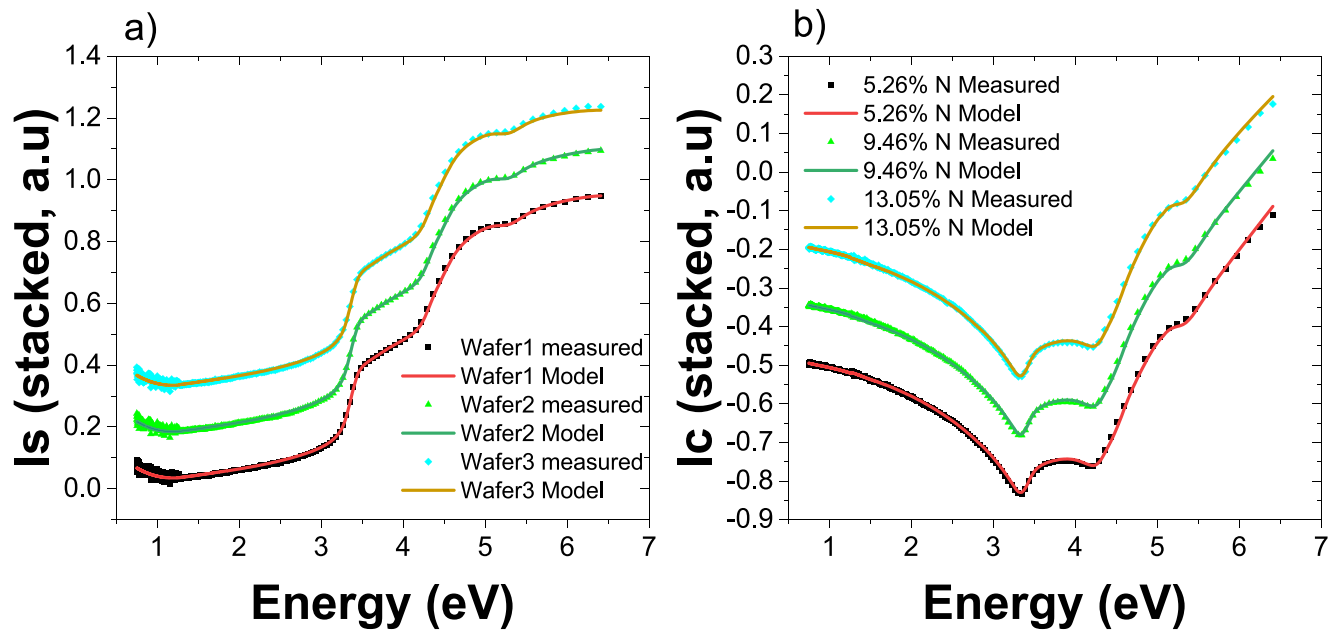 a)
Is (stacked, a.u)
1.4
1.2
1.0
0.8
0.6
0.4
0.2
0.0
Wafer1 measured
Wafer1 Model
Wafer2 measured
Wafer2 Model
Wafer3 measured
Wafer3 Model
1 2 3 4 5 6 7
Energy (eV)
b)
Ic (stacked, a.u)
0.3
0.2
0.1
0.0
-0.1
-0.2
-0.3
-0.4
-0.5
-0.6
-0.7
-0.8
-0.9
5.26% N Measured
5.26% N Model
9.46% N Measured
9.46% N Model
13.05% N Measured
13.05% N Model
1 2 3 4 5 6 7
Energy (eV)